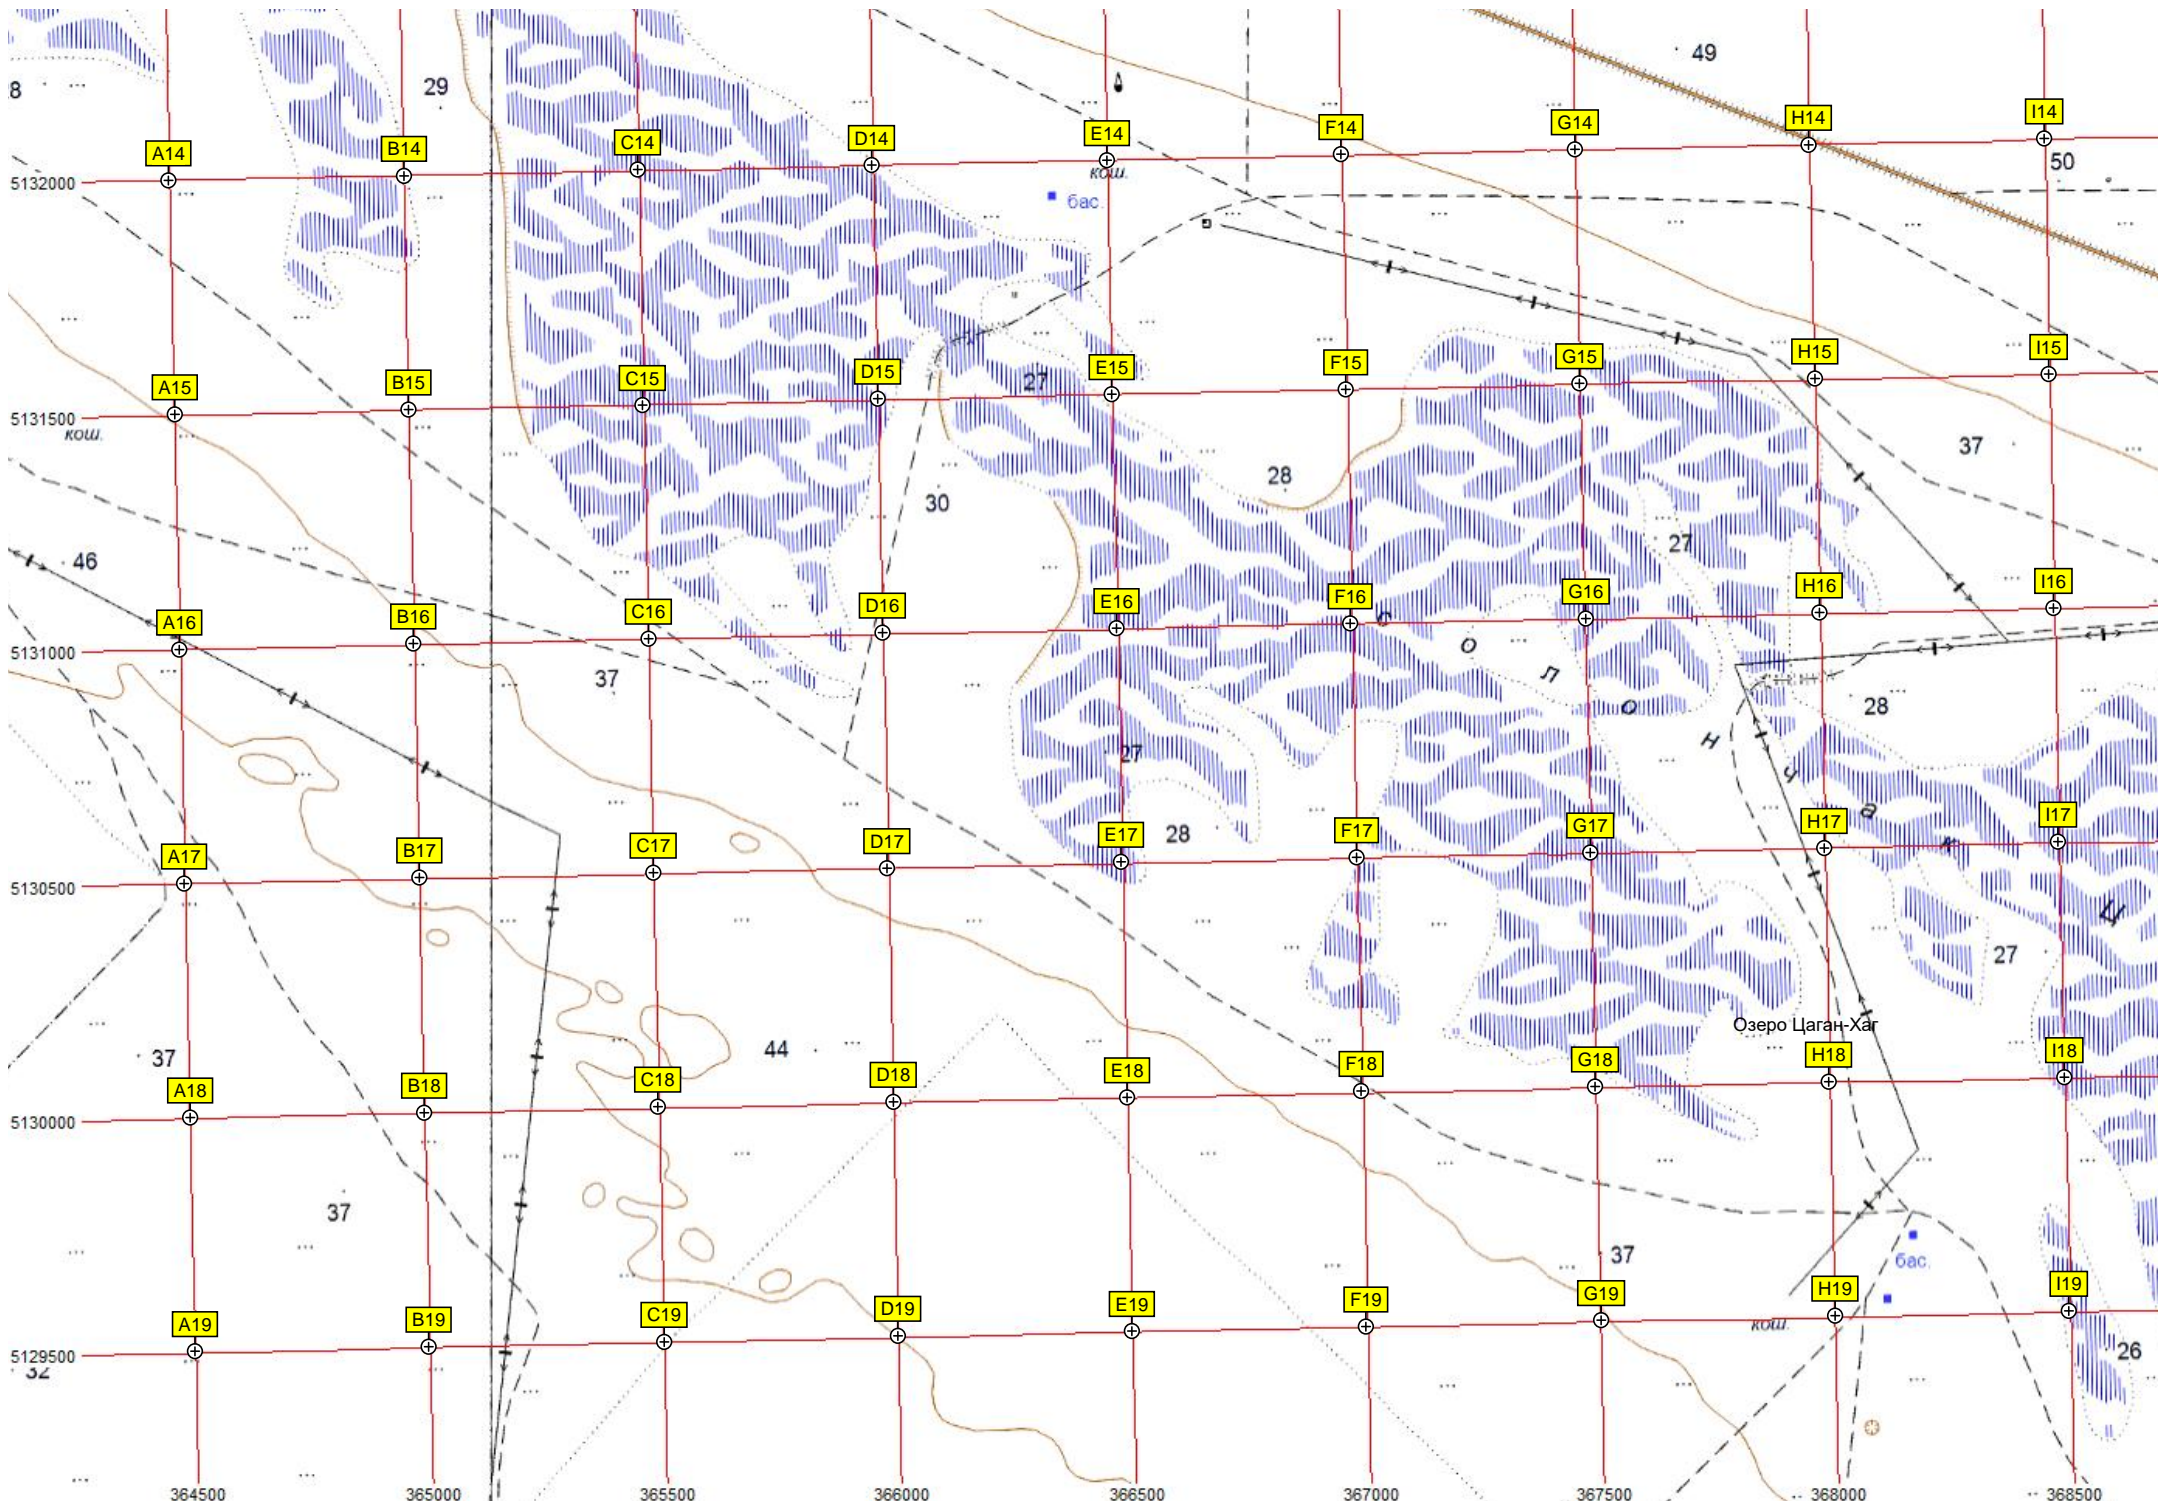 49
8
29
A14
B14
C14
D14
E14
F14
G14
H14
I14
5132000
кош.
бас.
50
A15
B15
C15
D15
27
E15
F15
G15
H15
I15
5131500
кош.
28
37
30
27
46
A16
B16
C16
D16
E16
F16
G16
H16
I16
5131000
37
Солончак
Ц
28
27
A17
B17
C17
D17
E17
28
F17
G17
H17
I17
5130500
27
Озеро Цаган-Хаг
37
44
A18
B18
C18
D18
E18
F18
G18
H18
I18
5130000
37
37
бас.
A19
B19
C19
D19
E19
F19
G19
H19
I19
кош.
5129500
32
26
364500
365000
365500
366000
366500
367000
367500
368000
368500